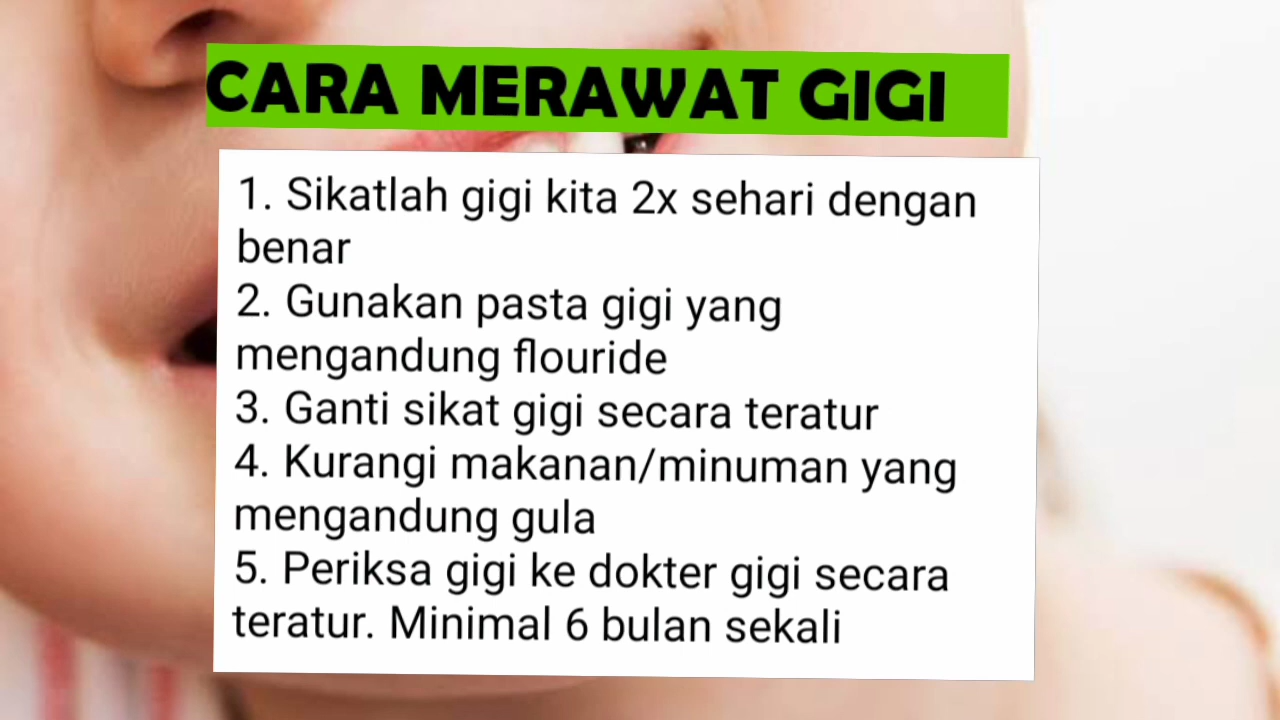 CARA MERAWAT GIGI
1. Sikatlah gigi kita 2x sehari dengan
benar
2. Gunakan pasta gigi yang
mengandung flouride
3. Ganti sikat gigi secara teratur
4. Kurangi makanan/minuman yang
mengandung gula
5. Periksa gigi ke dokter gigi secara
teratur. Minimal 6 bulan sekali